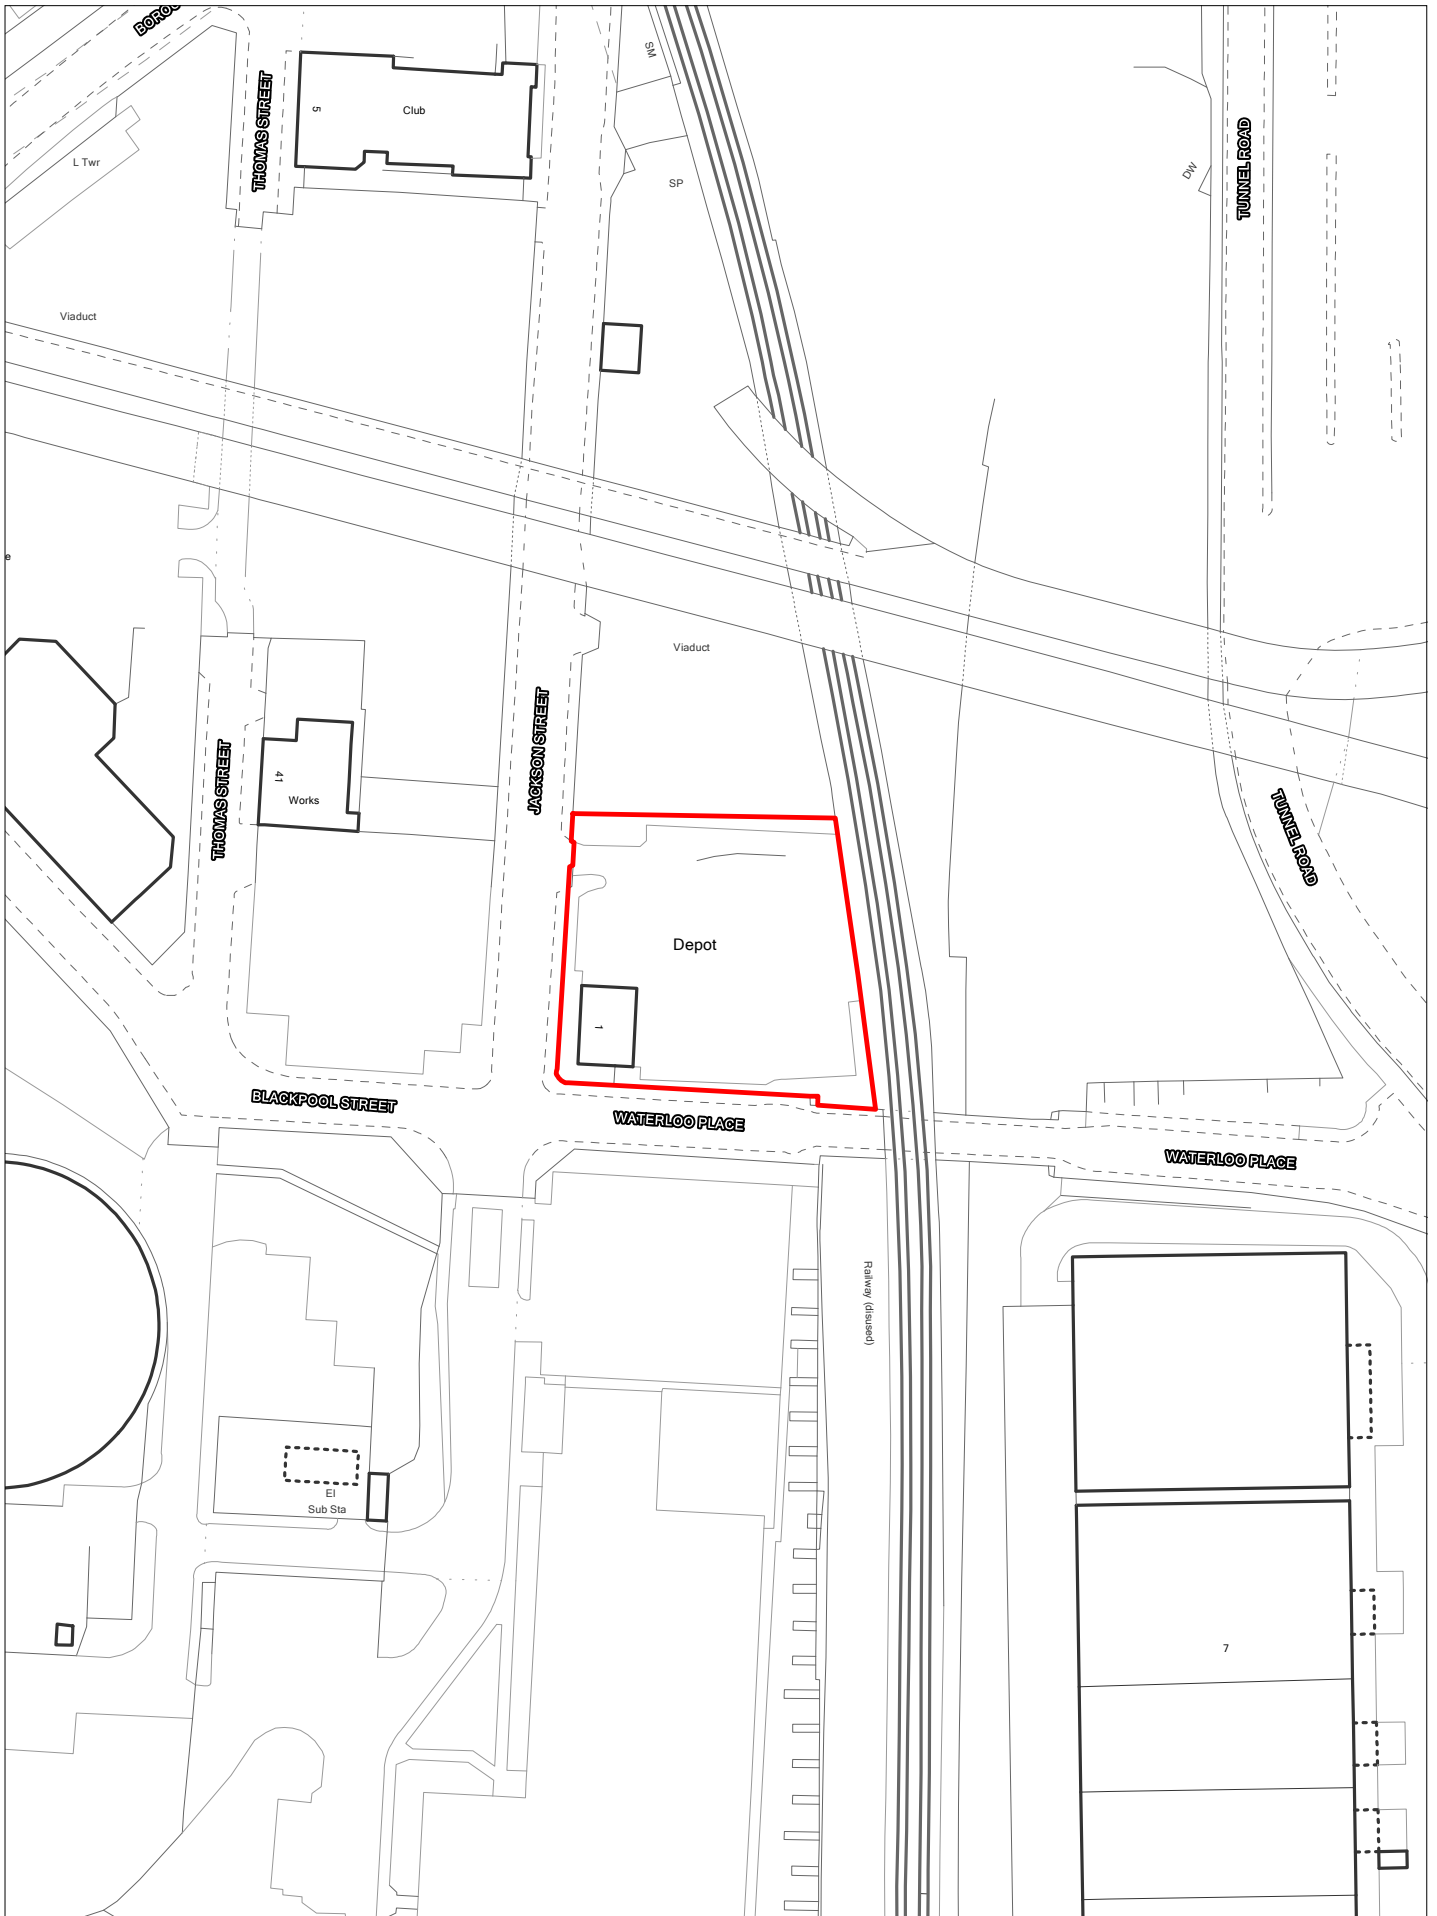 BOROU
SM
THOMAS STREET
5
Club
L Twr
TUNNEL ROAD
DW
SP
Viaduct
e
Viaduct
JACKSON STREET
THOMAS STREET
41
Works
TUNNEL ROAD
Depot
1
BLACKPOOL STREET
WATERLOO PLACE
WATERLOO PLACE
Railway (disused)
El
Sub Sta
7